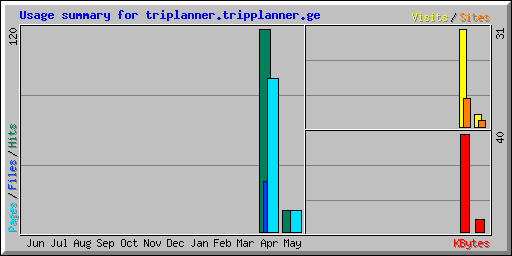 Usage summary for triplanner.tripplanner.ge
Visits / Sites
120
31
40
Pages / Files / Hits
Jun Jul Aug Sep Oct Nov Dec Jan Feb Mar Apr May
KBytes